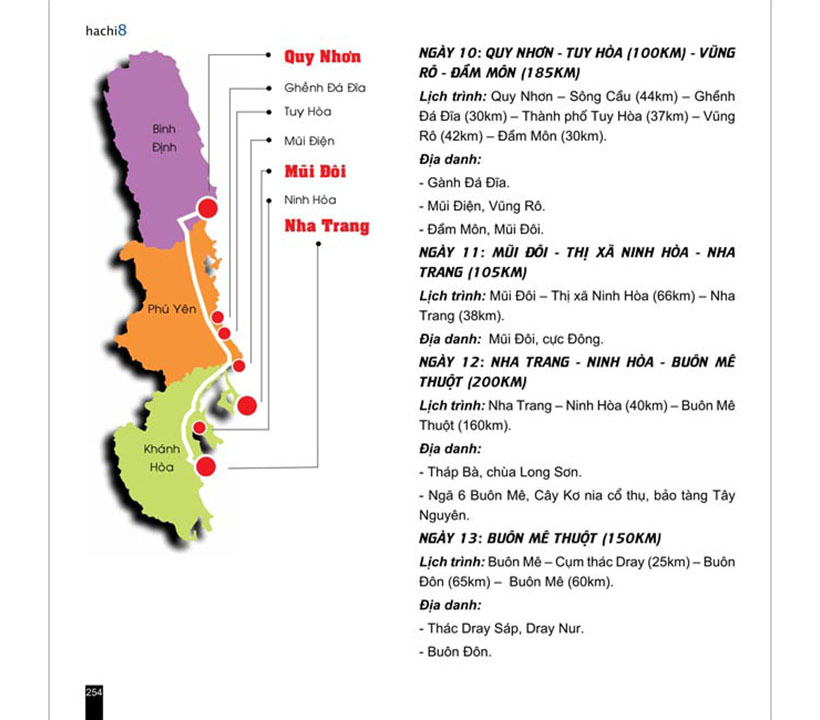 hachi8
Quy Nhơn
Ghềnh Đá Đĩa
Tuy Hòa
Mũi Điện
Mũi Đôi
Ninh Hòa
Nha Trang
Bình
Định
Phú Yên
Khánh
Hòa
NGÀY 10: QUY NHƠN - TUY HÒA (100KM) - VŨNG
RÔ - ĐẦM MÔN (185KM)
Lịch trình: Quy Nhơn – Sông Cầu (44km) – Ghềnh
Đá Đĩa (30km) – Thành phố Tuy Hòa (37km) – Vũng
Rô (42km) – Đầm Môn (30km).
Địa danh:
- Gành Đá Đĩa.
- Mũi Điện, Vũng Rô.
- Đầm Môn, Mũi Đôi.
NGÀY 11: MŨI ĐÔI - THỊ XÃ NINH HÒA - NHA
TRANG (105KM)
Lịch trình: Mũi Đôi – Thị xã Ninh Hòa (66km) – Nha
Trang (38km).
Địa danh: Mũi Đôi, cực Đông.
NGÀY 12: NHA TRANG - NINH HÒA - BUÔN MÊ
THUỘT (200KM)
Lịch trình: Nha Trang – Ninh Hòa (40km) – Buôn Mê
Thuột (160km).
Địa danh:
- Tháp Bà, chùa Long Sơn.
- Ngã 6 Buôn Mê, Cây Kơ nia cổ thụ, bảo tàng Tây
Nguyên.
NGÀY 13: BUÔN MÊ THUỘT (150KM)
Lịch trình: Buôn Mê – Cụm thác Dray (25km) – Buôn
Đôn (65km) – Buôn Mê (60km).
Địa danh:
- Thác Dray Sáp, Dray Nur.
- Buôn Đôn.
254